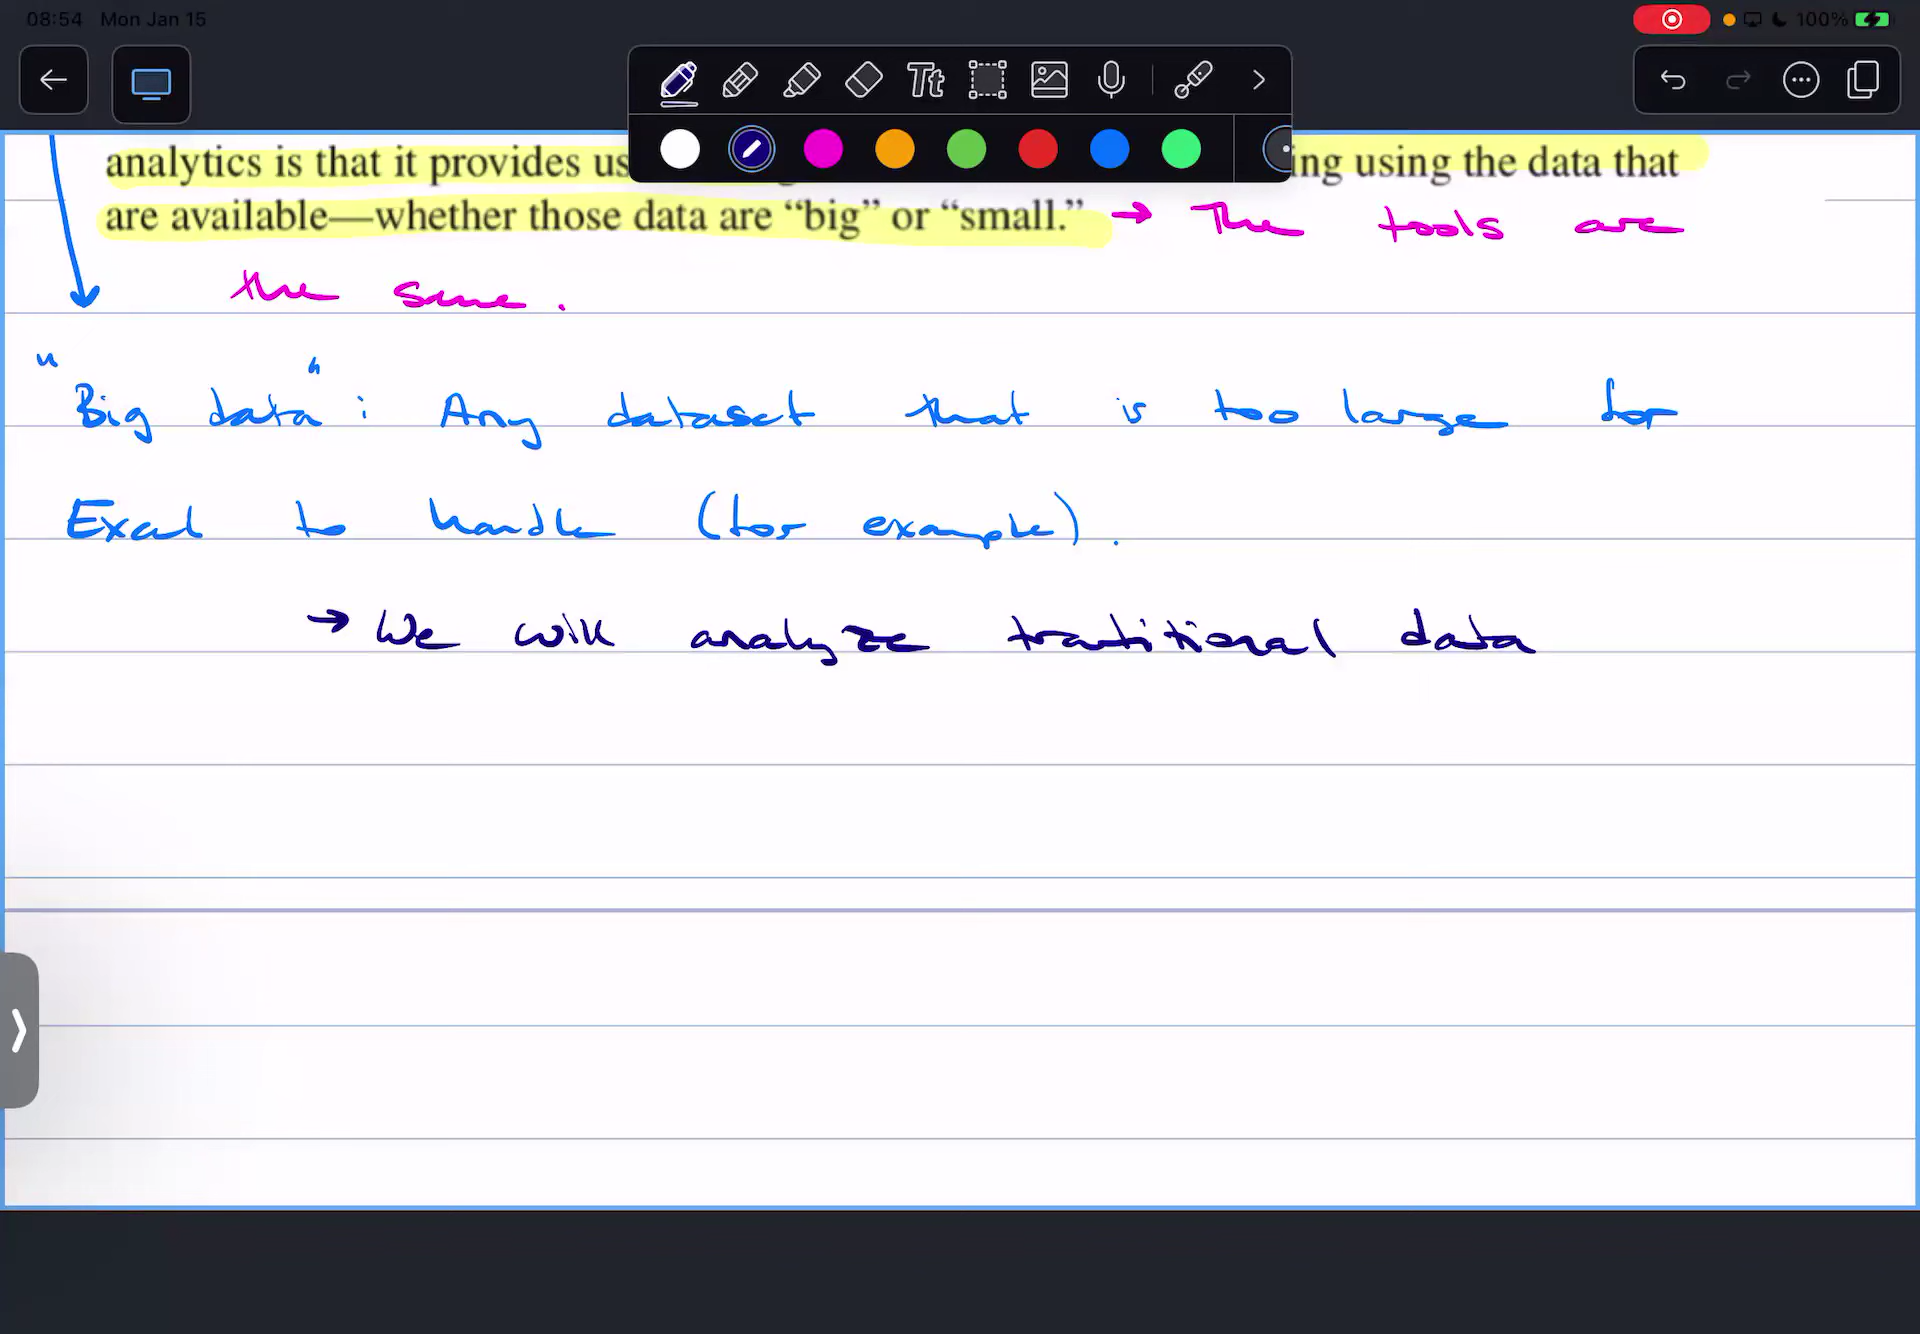 08:54 Mon Jan 15
100%
Tt
analytics is that it provides us
ing using the data that
are available—whether those data are “big” or “small.” → The tools are
the same.
"Big data": Any dataset that is too large for
Excel to handle (for example).
→ We will analyze traditional data